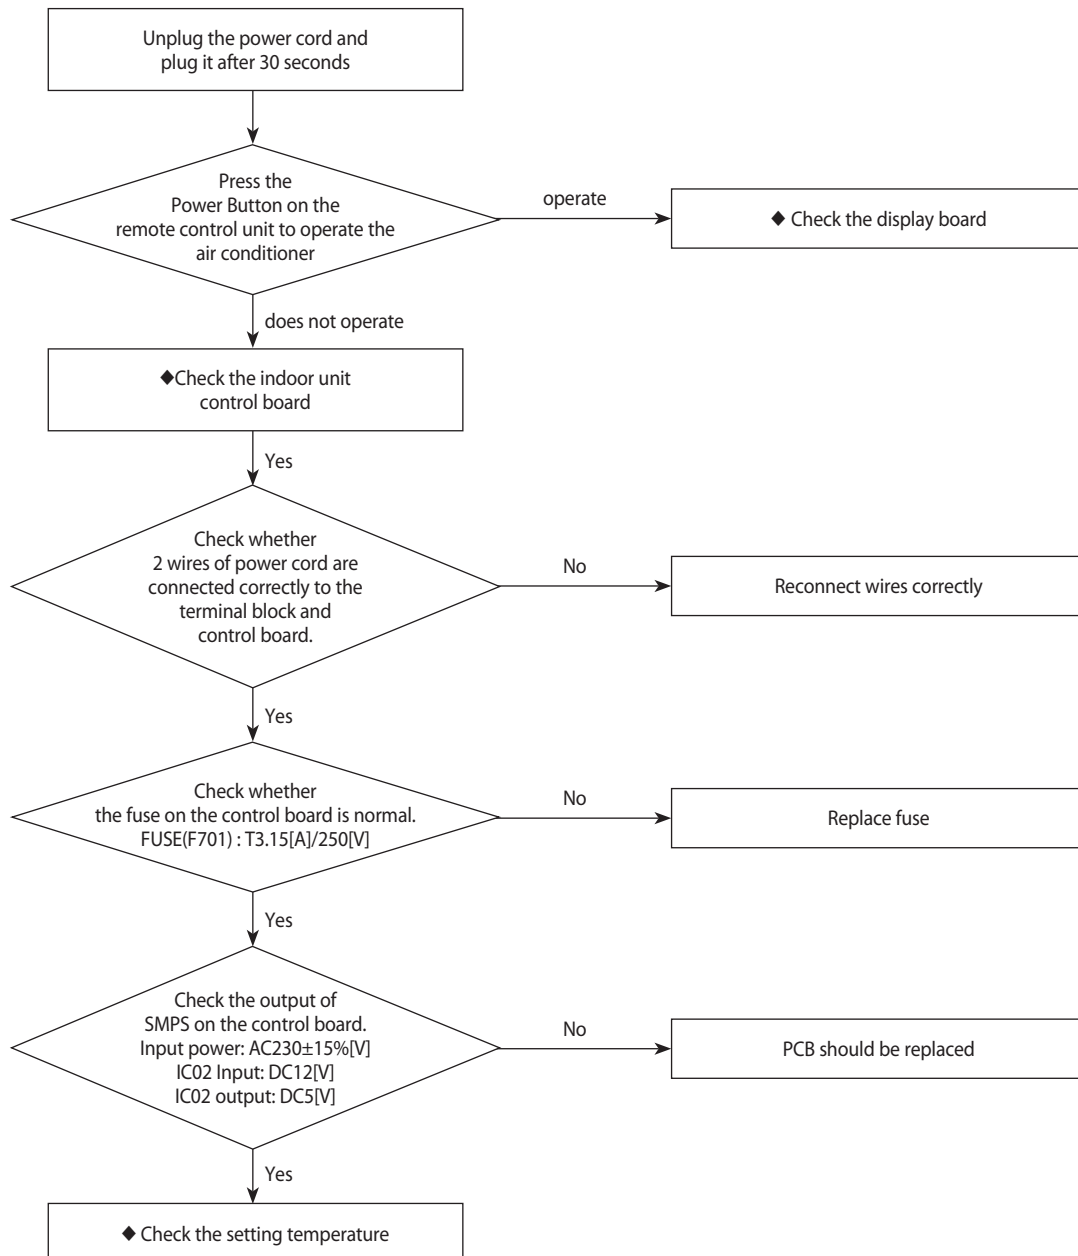 Unplug the power cord and
plug it after 30 seconds
Press the
Power Button on the
remote control unit to operate the
air conditioner
operate
◆ Check the display board
does not operate
◆Check the indoor unit
control board
Yes
Check whether
2 wires of power cord are
connected correctly to the
terminal block and
control board.
No
Reconnect wires correctly
Yes
Check whether
the fuse on the control board is normal.
FUSE(F701) : T3.15[A]/250[V]
No
Replace fuse
Yes
Check the output of
SMPS on the control board.
Input power: AC230±15%[V]
IC02 Input: DC12[V]
IC02 output: DC5[V]
No
PCB should be replaced
Yes
◆ Check the setting temperature